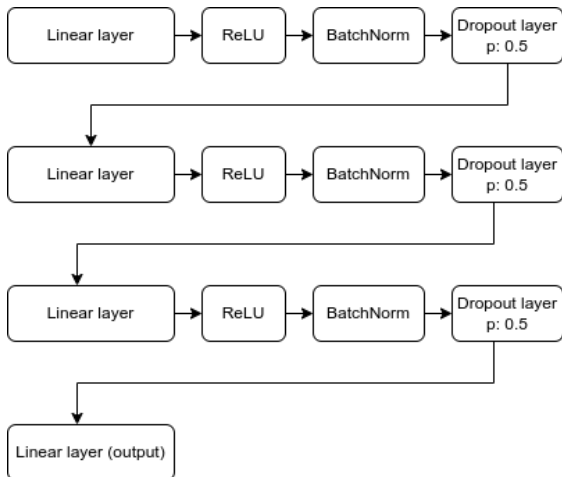 Linear layer
ReLU
BatchNorm
Dropout layer
p: 0.5
Linear layer
ReLU
BatchNorm
Dropout layer
p: 0.5
Linear layer
ReLU
BatchNorm
Dropout layer
p: 0.5
Linear layer (output)